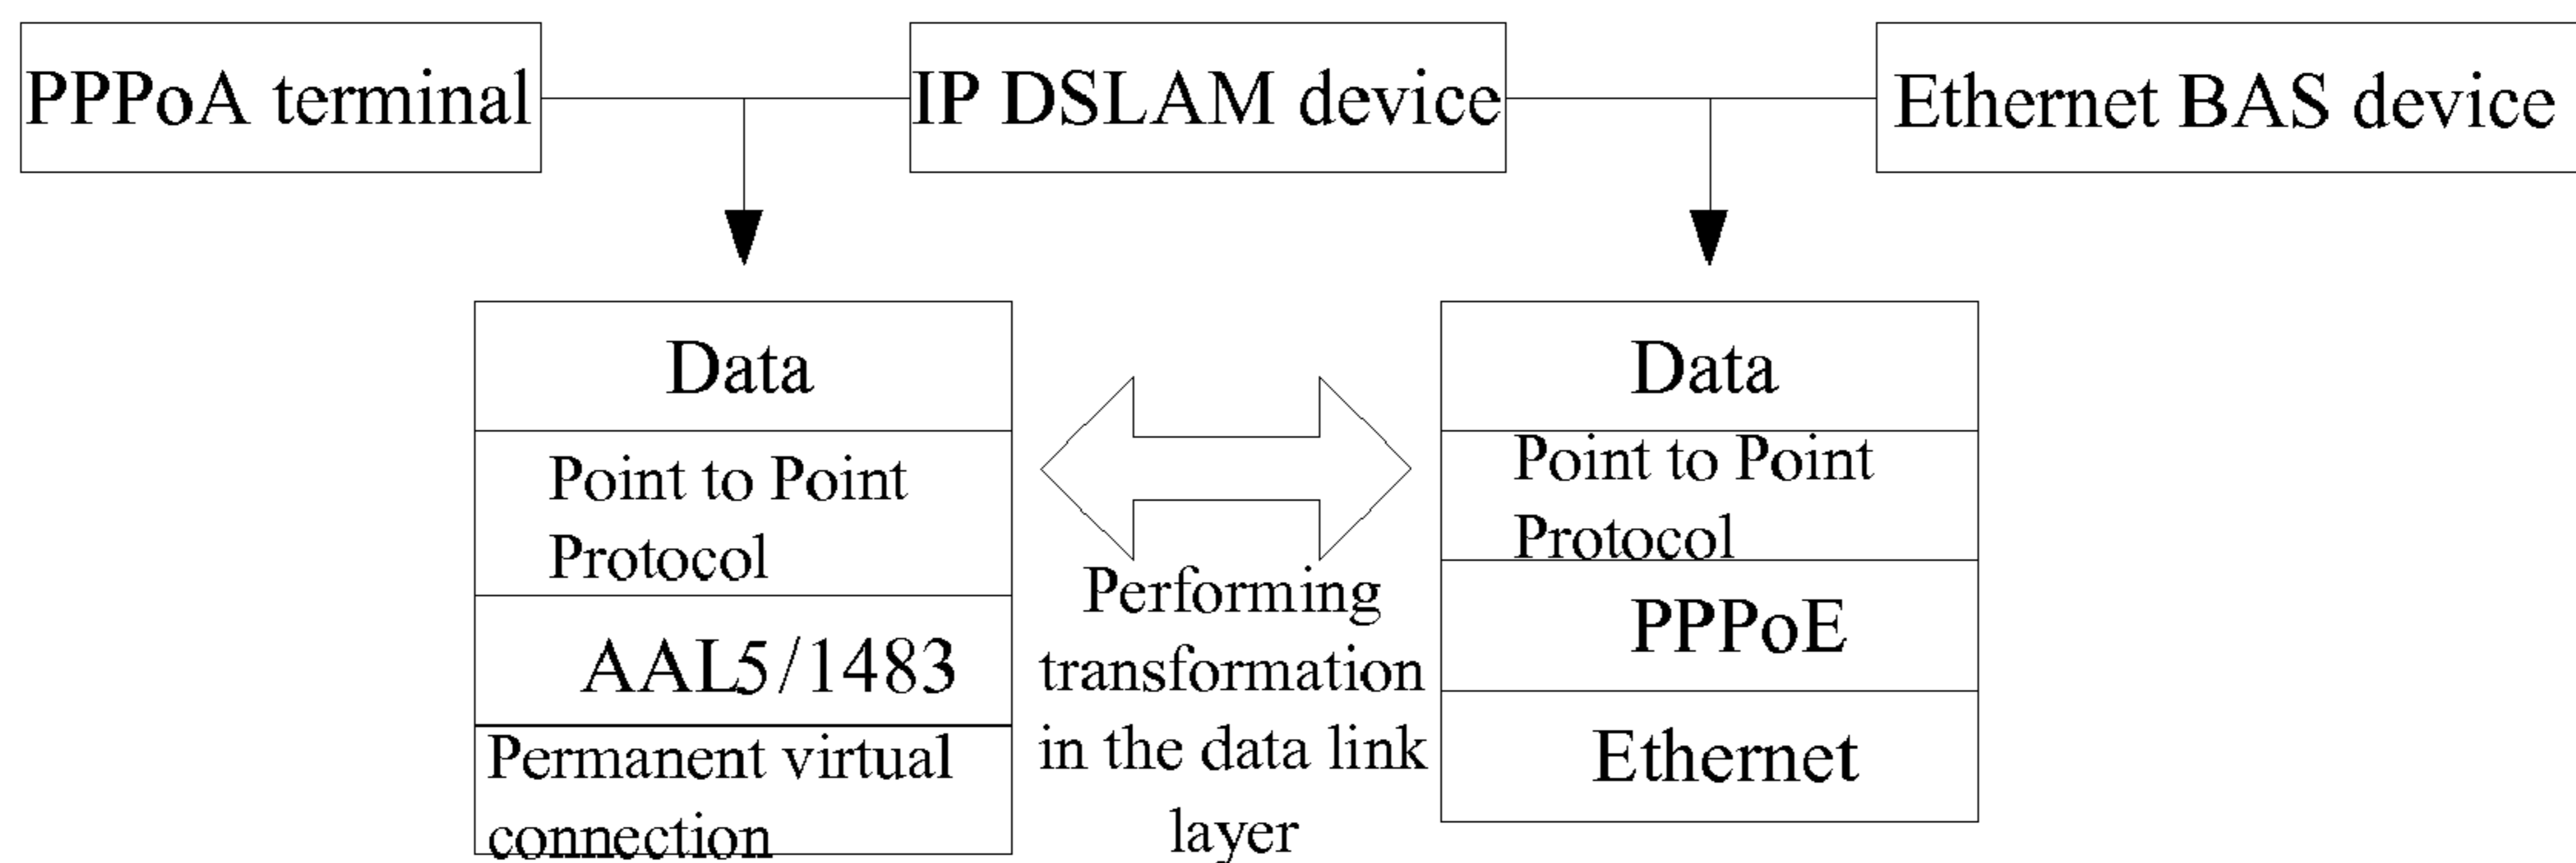 PPPoA terminal
IP DSLAM device
Ethernet BAS device
Data
Point to Point
Protocol
AAL5/1483
Permanent virtual
connection
Performing
transformation
in the data link
layer
Data
Point to Point
Protocol
PPPoE
Ethernet